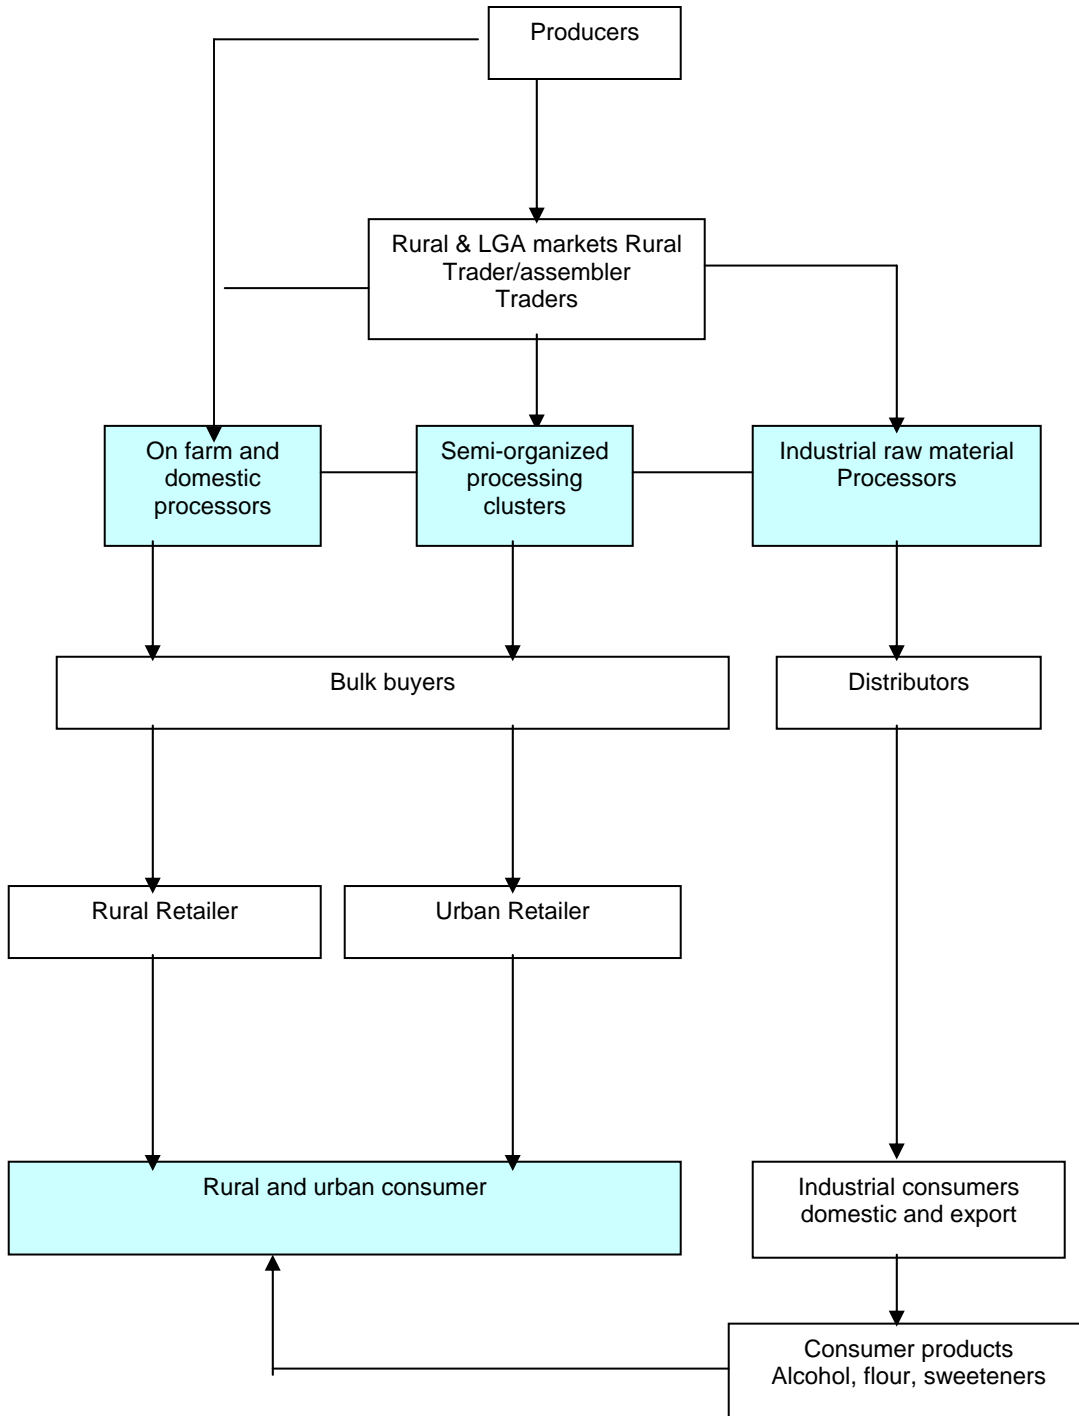 Producers
Rural & LGA markets Rural
Trader/assembler
Traders
On farm and
domestic
processors
Semi-organized
processing
clusters
Industrial raw material
Processors
Bulk buyers
Distributors
Rural Retailer
Urban Retailer
Rural and urban consumer
Industrial consumers
domestic and export
Consumer products
Alcohol, flour, sweeteners